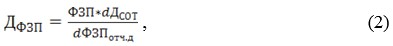 Д_ФЗП = (ФЗП*dД_СОТ) / (dФЗП_отч.д) , (2)